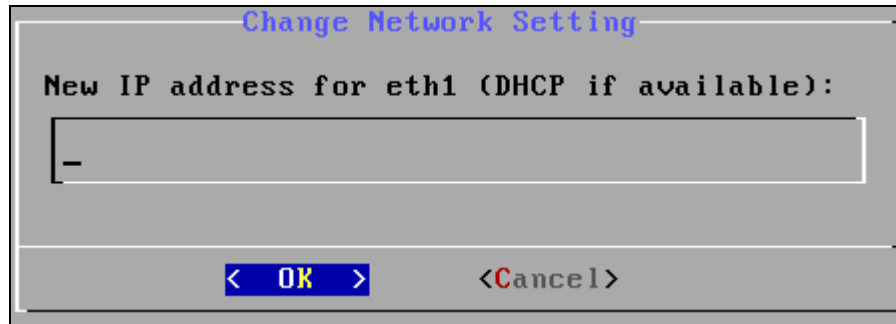 Change Network Setting
New IP address for eth1 (DHCP if available):
_
< OK > <Cancel>